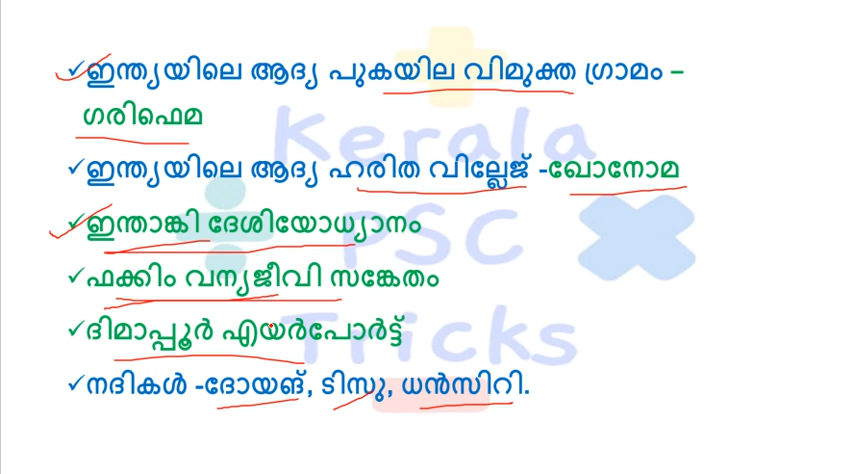 ✓ഇന്ത്യയിലെ ആദ്യ പുകയില വിമുക്ത ഗ്രാമം –
ഗരിഫെമ
✓ഇന്ത്യയിലെ ആദ്യ ഹരിത വില്ലേജ് -ഖോനോമ
✓ഇന്താങ്കി ദേശിയോധ്യാനം
✓ഫക്കിം വന്യജീവി സങ്കേതം
✓ദിമാപ്പൂർ എയർപോർട്ട്
✓നദികൾ -ദോയങ്, ടിസു, ധൻസിറി.
Kerala
PSC
Tricks